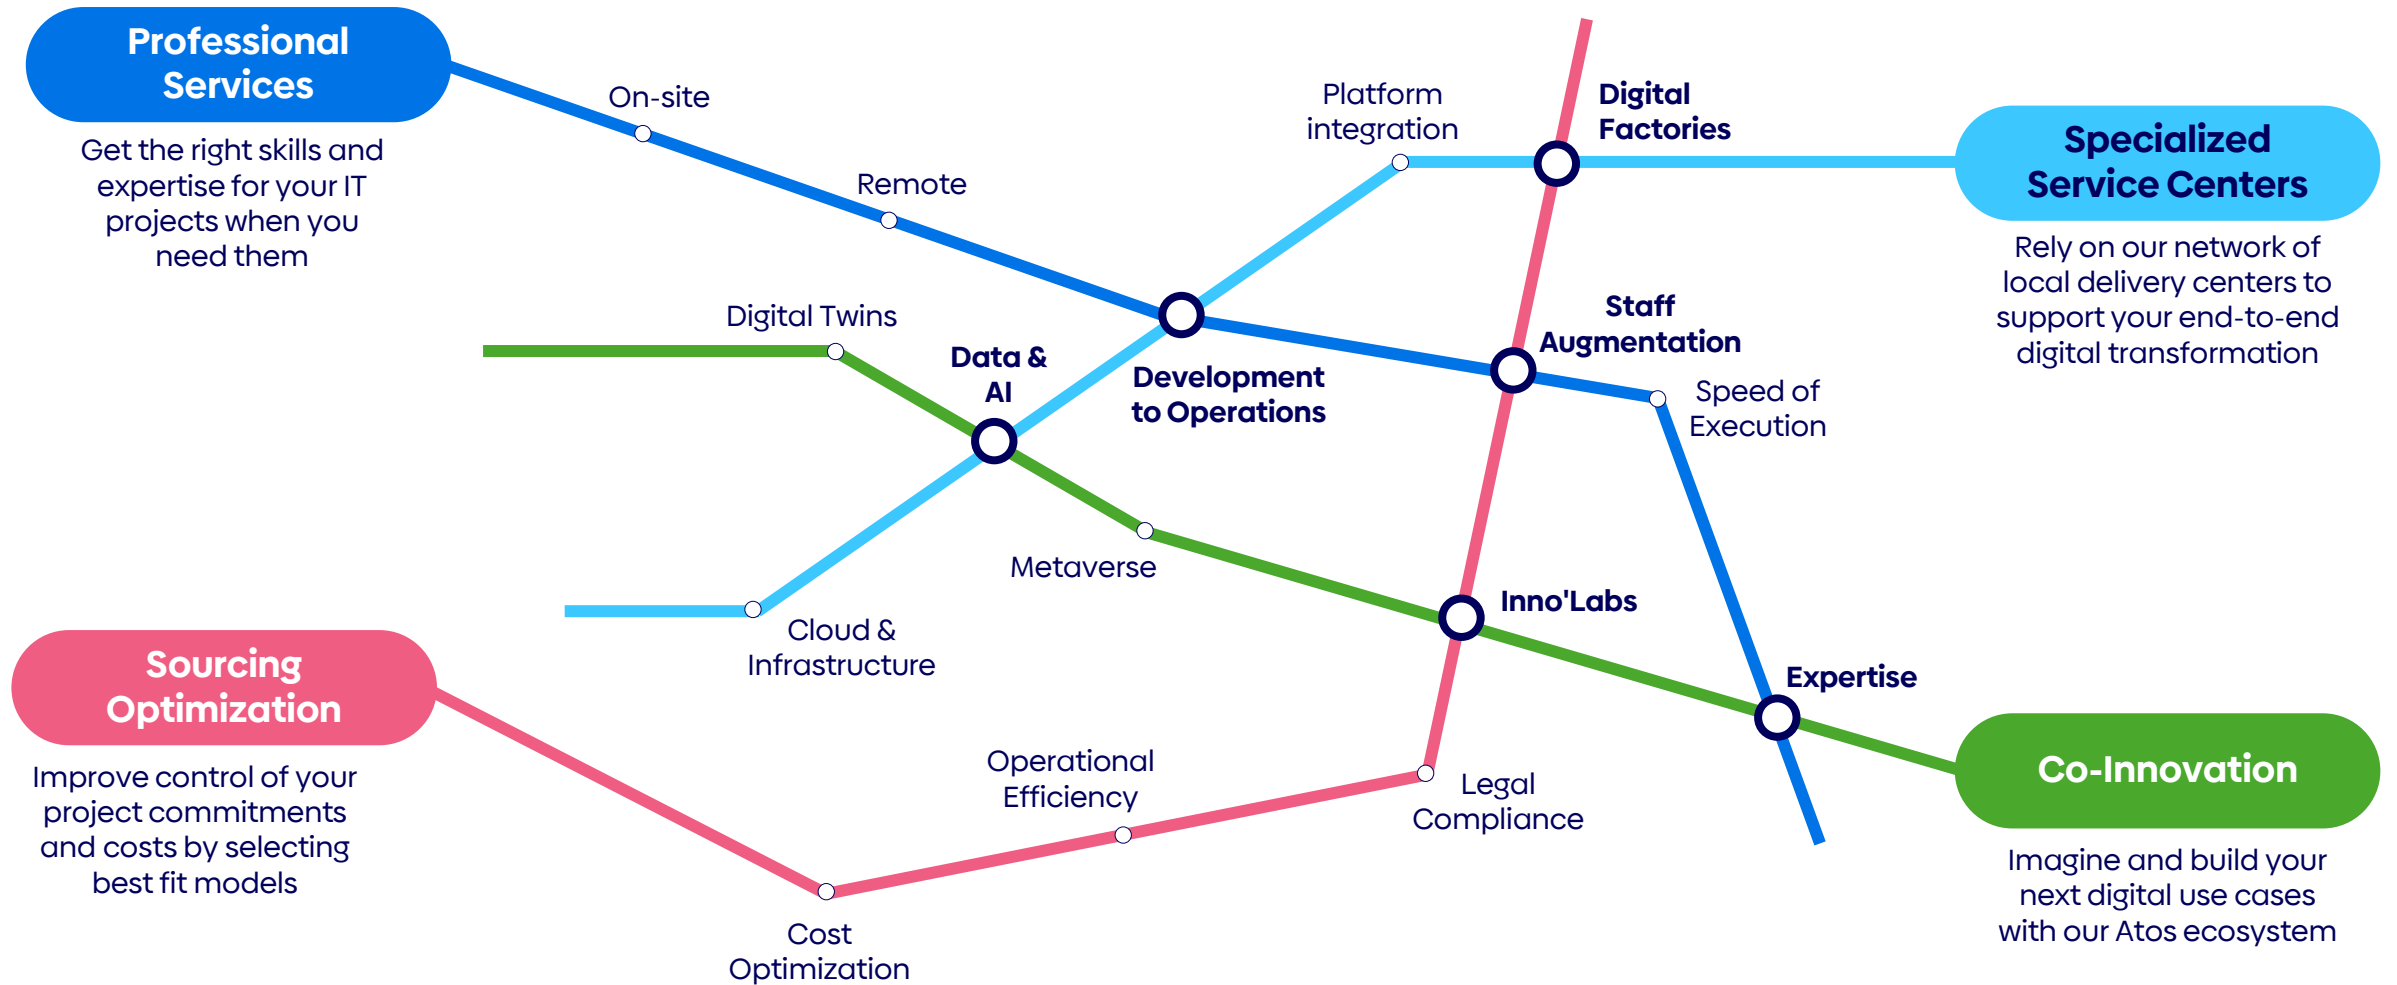 Professional
Services
Get the right skills and
expertise for your IT
projects when you
need them
On-site
Remote
Platform
integration
Digital
Factories
Specialized
Service Centers
Rely on our network of
local delivery centers to
support your end-to-end
digital transformation
Digital Twins
Data &
AI
Development
to Operations
Staff
Augmentation
Speed of
Execution
Metaverse
Cloud &
Infrastructure
Inno'Labs
Expertise
Sourcing
Optimization
Improve control of your
project commitments
and costs by selecting
best fit models
Operational
Efficiency
Legal
Compliance
Cost
Optimization
Co-Innovation
Imagine and build your
next digital use cases
with our Atos ecosystem